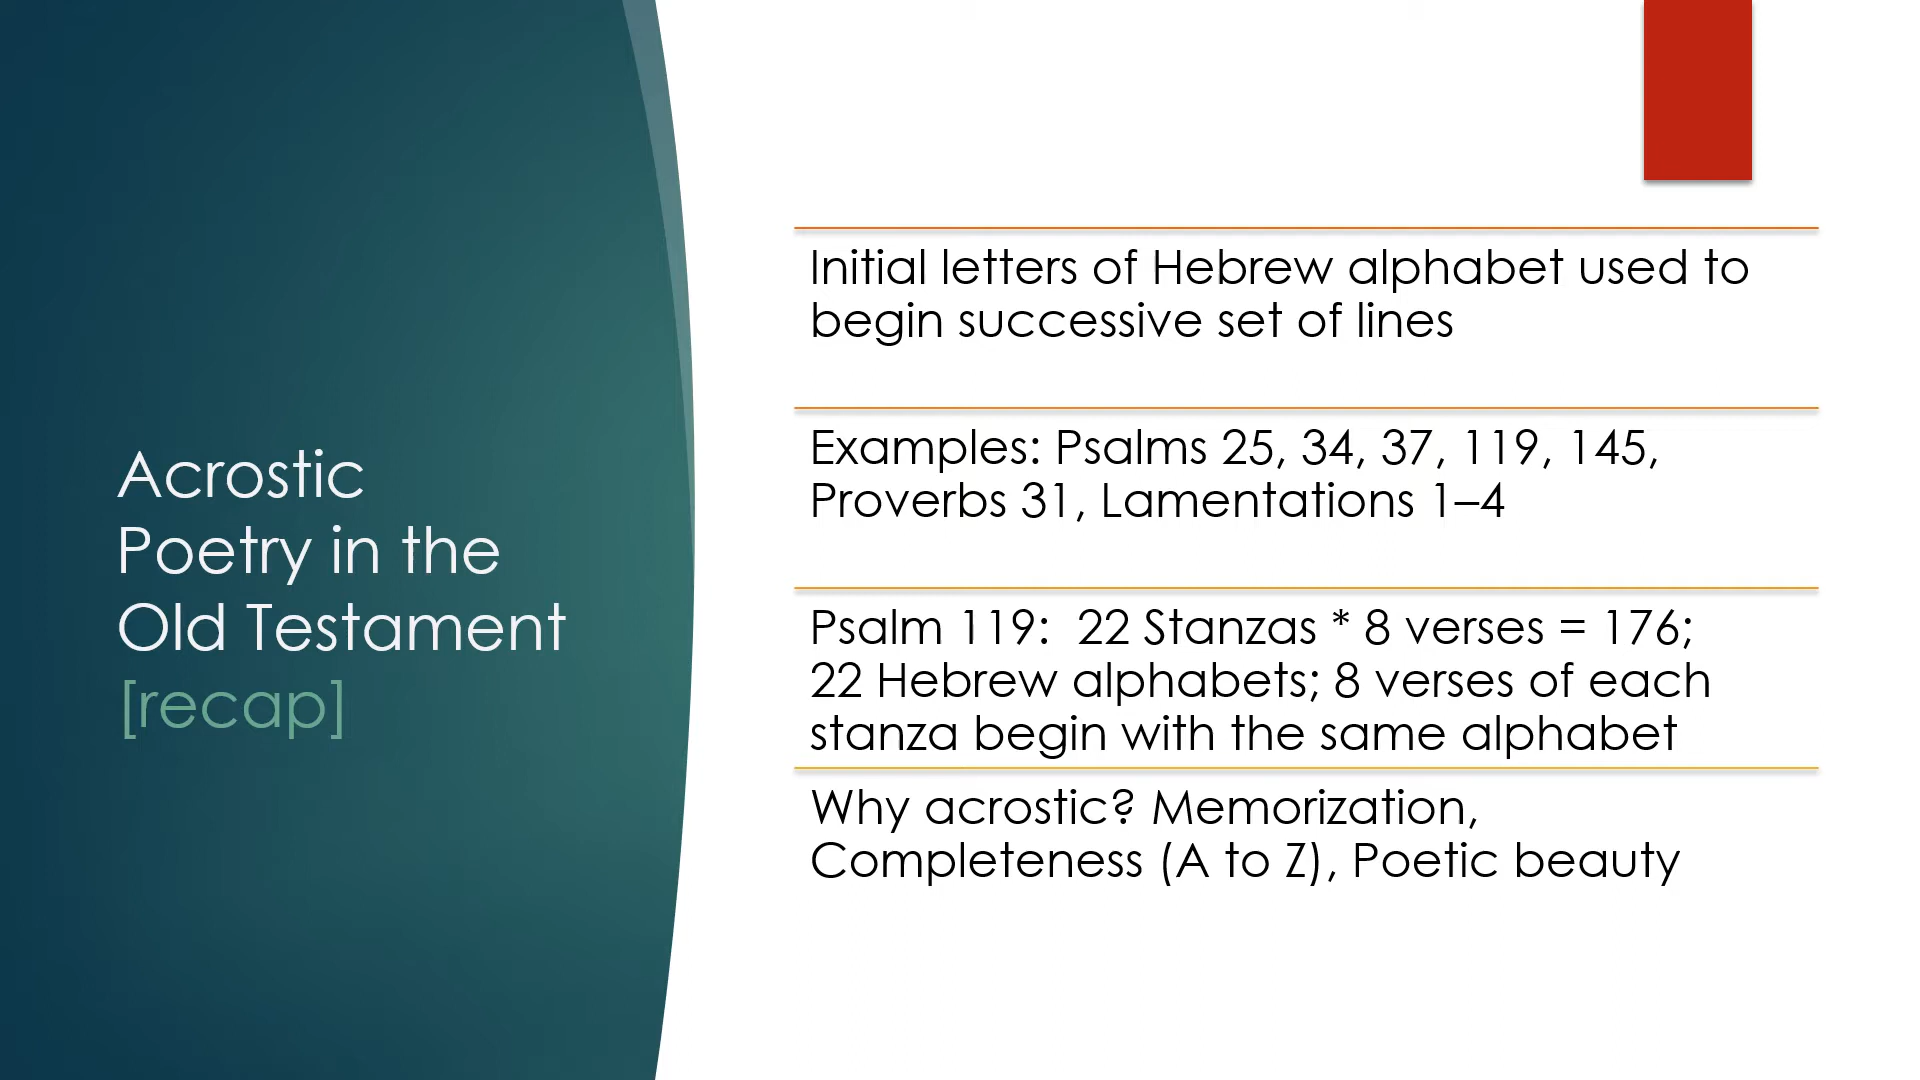 Acrostic
Poetry in the
Old Testament
[recap]
Initial letters of Hebrew alphabet used to
begin successive set of lines
Examples: Psalms 25, 34, 37, 119, 145,
Proverbs 31, Lamentations 1–4
Psalm 119:  22 Stanzas * 8 verses = 176;
22 Hebrew alphabets; 8 verses of each
stanza begin with the same alphabet
Why acrostic? Memorization,
Completeness (A to Z), Poetic beauty